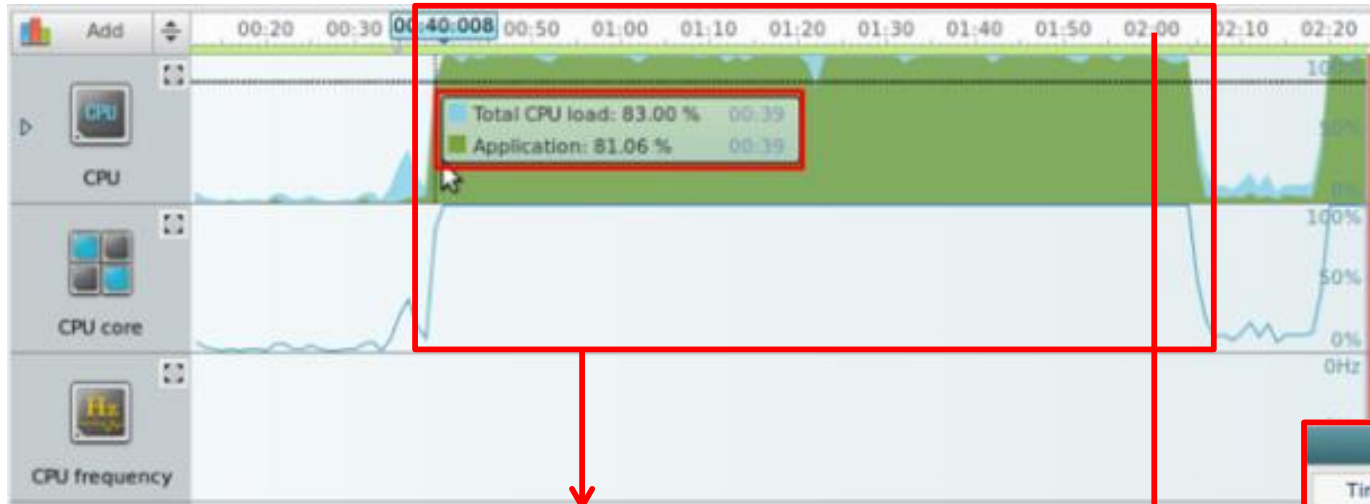 Add 00:20 00:30 00:40:008 00:50 01:00 01:10 01:20 01:30 01:40 01:50 02:00 02:10 02:20
100%
CPU
Total CPU load: 83.00 % 00:39
50%
Application: 81.06 % 00:39
CPU
0%
100%
50%
CPU core
0%
0Hz
Hz
CPU frequency